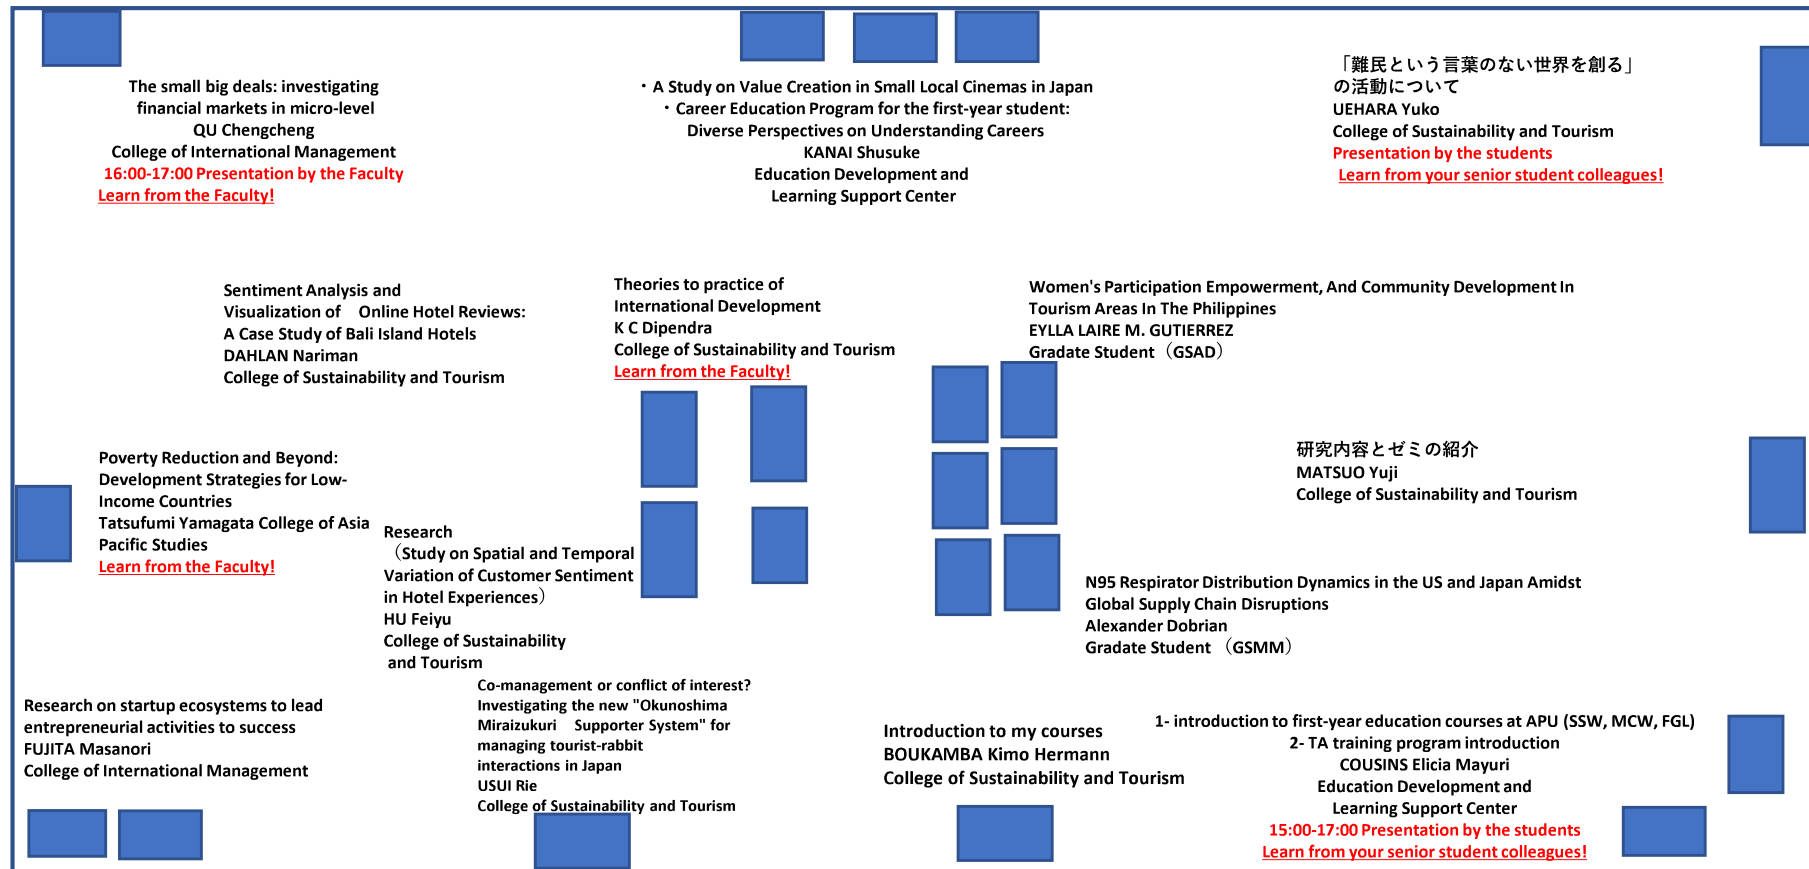 The small big deals: investigating
financial markets in micro-level
QU Chengcheng
College of International Management
16:00-17:00 Presentation by the Faculty
Learn from the Faculty!
・A Study on Value Creation in Small Local Cinemas in Japan
・Career Education Program for the first-year student:
Diverse Perspectives on Understanding Careers
KANAI Shusuke
Education Development and
Learning Support Center
「難民という言葉のない世界を創る」
の活動について
UEHARA Yuko
College of Sustainability and Tourism
Presentation by the students
Learn from your senior student colleagues!
Sentiment Analysis and
Visualization of　Online Hotel Reviews:
A Case Study of Bali Island Hotels
DAHLAN Nariman
College of Sustainability and Tourism
Theories to practice of
International Development
K C Dipendra
College of Sustainability and Tourism
Learn from the Faculty!
Women's Participation Empowerment, And Community Development In
Tourism Areas In The Philippines
EYLLA LAIRE M. GUTIERREZ
Gradate Student（GSAD）
Poverty Reduction and Beyond:
Development Strategies for Low-
Income Countries
Tatsufumi Yamagata College of Asia
Pacific Studies
Learn from the Faculty!
Research
（Study on Spatial and Temporal
Variation of Customer Sentiment
in Hotel Experiences）
HU Feiyu
College of Sustainability
and Tourism
研究内容とゼミの紹介
MATSUO Yuji
College of Sustainability and Tourism
N95 Respirator Distribution Dynamics in the US and Japan Amidst
Global Supply Chain Disruptions
Alexander Dobrian
Gradate Student （GSMM）
Research on startup ecosystems to lead
entrepreneurial activities to success
FUJITA Masanori
College of International Management
Co-management or conflict of interest?
Investigating the new "Okunoshima
Miraizukuri　Supporter System" for
managing tourist-rabbit
interactions in Japan
USUI Rie
College of Sustainability and Tourism
Introduction to my courses
BOUKAMBA Kimo Hermann
College of Sustainability and Tourism
1- introduction to first-year education courses at APU (SSW, MCW, FGL)
2- TA training program introduction
COUSINS Elicia Mayuri
Education Development and
Learning Support Center
15:00-17:00 Presentation by the students
Learn from your senior student colleagues!